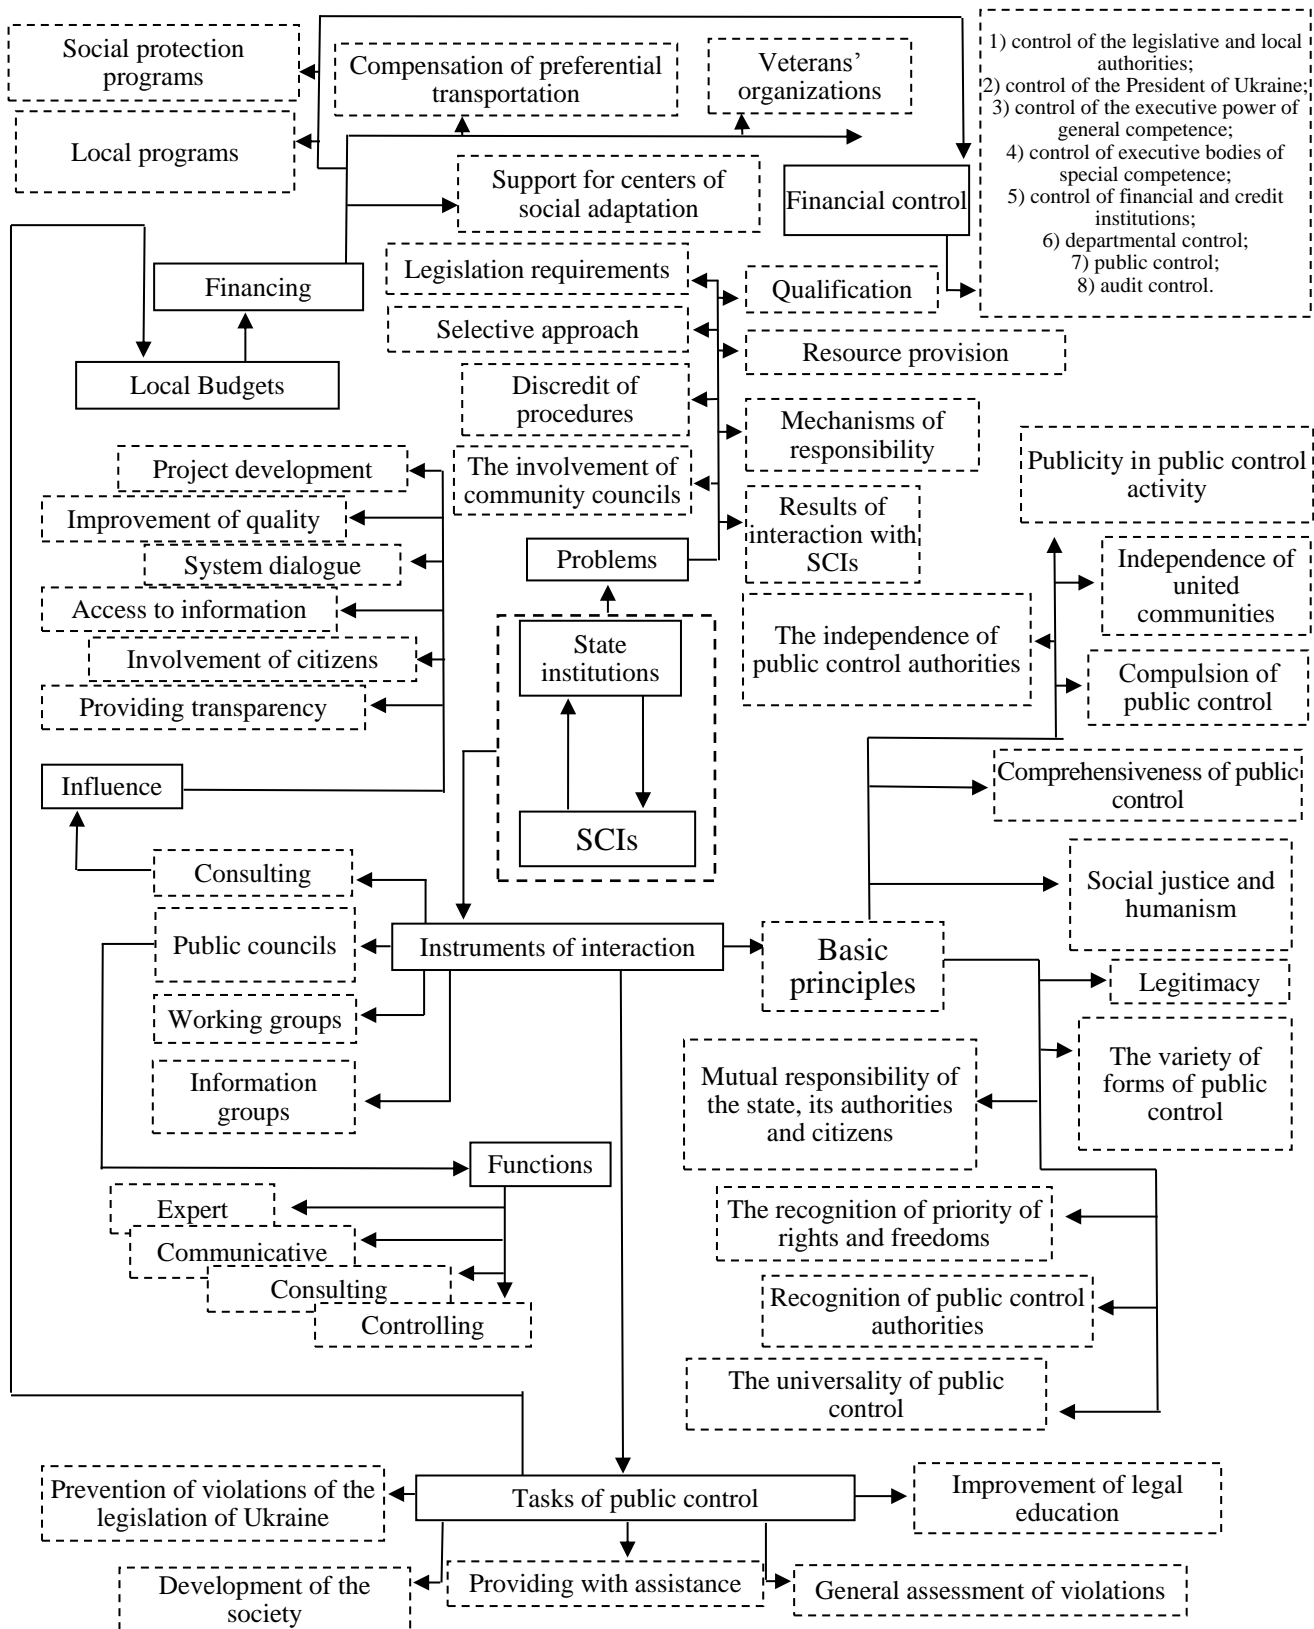 Social protection
programs
Compensation of preferential
transportation
Veterans’
organizations
1) control of the legislative and local
authorities;
2) control of the President of Ukraine;
3) control of the executive power of
general competence;
4) control of executive bodies of
special competence;
5) control of financial and credit
institutions;
6) departmental control;
7) public control;
8) audit control.
Local programs
Support for centers of
social adaptation
Financial control
Financing
Legislation requirements
Qualification
Selective approach
Resource provision
Local Budgets
Discredit of
procedures
Mechanisms of
responsibility
Project development
The involvement of
community councils
Publicity in public control
activity
Improvement of quality
Results of
interaction with
SCIs
System dialogue
Problems
Independence of
united
communities
Access to information
State
institutions
The independence of
public control authorities
Involvement of citizens
Compulsion of
public control
Providing transparency
Influence
Comprehensiveness of public
control
SCIs
Consulting
Social justice and
humanism
Public councils
Instruments of interaction
Basic
principles
Legitimacy
Working groups
The variety of
forms of public
control
Information
groups
Mutual responsibility of
the state, its authorities
and citizens
Functions
Expert
The recognition of priority of
rights and freedoms
Communicative
Consulting
Controlling
Recognition of public control
authorities
The universality of public
control
Prevention of violations of the
legislation of Ukraine
Tasks of public control
Improvement of legal
education
Development of the
society
Providing with assistance
General assessment of violations